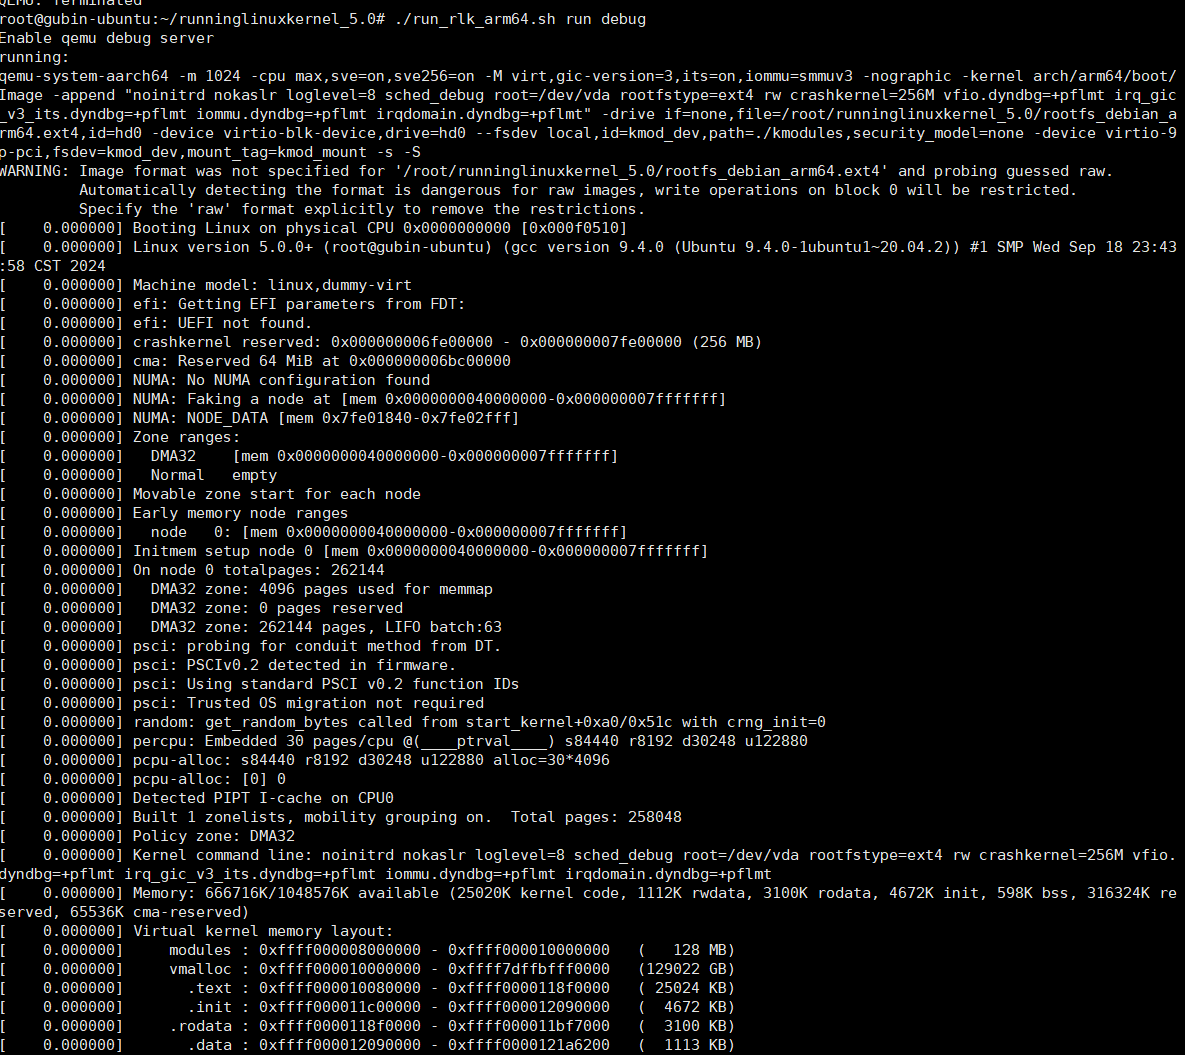 QEMU: Terminated
root@gubin-ubuntu:~/runninglinuxkernel_5.0# ./run_rlk_arm64.sh run debug
Enable qemu debug server
running:
qemu-system-aarch64 -m 1024 -cpu max,sve=on,sve256=on -M virt,gic-version=3,its=on,iommu=smmuv3 -nographic -kernel arch/arm64/boot/
Image -append "noinitrd nokaslr loglevel=8 sched_debug root=/dev/vda rootfstype=ext4 rw crashkernel=256M vfio.dyndbg=+pflmt irq_gic
_v3_its.dyndbg=+pflmt iommu.dyndbg=+pflmt irqdomain.dyndbg=+pflmt" -drive if=none,file=/root/runninglinuxkernel_5.0/rootfs_debian_a
rm64.ext4,id=hd0 -device virtio-blk-device,drive=hd0 --fsdev local,id=kmod_dev,path=./kmodules,security_model=none -device virtio-9
p-pci,fsdev=kmod_dev,mount_tag=kmod_mount -s -S
WARNING: Image format was not specified for '/root/runninglinuxkernel_5.0/rootfs_debian_arm64.ext4' and probing guessed raw.
         Automatically detecting the format is dangerous for raw images, write operations on block 0 will be restricted.
         Specify the 'raw' format explicitly to remove the restrictions.
[    0.000000] Booting Linux on physical CPU 0x0000000000 [0x000f0510]
[    0.000000] Linux version 5.0.0+ (root@gubin-ubuntu) (gcc version 9.4.0 (Ubuntu 9.4.0-1ubuntu1~20.04.2)) #1 SMP Wed Sep 18 23:43
:58 CST 2024
[    0.000000] Machine model: linux,dummy-virt
[    0.000000] efi: Getting EFI parameters from FDT:
[    0.000000] efi: UEFI not found.
[    0.000000] crashkernel reserved: 0x000000006fe00000 - 0x000000007fe00000 (256 MB)
[    0.000000] cma: Reserved 64 MiB at 0x000000006bc00000
[    0.000000] NUMA: No NUMA configuration found
[    0.000000] NUMA: Faking a node at [mem 0x0000000040000000-0x000000007fffffff]
[    0.000000] NUMA: NODE_DATA [mem 0x7fe01840-0x7fe02fff]
[    0.000000] Zone ranges:
[    0.000000]   DMA32    [mem 0x0000000040000000-0x000000007fffffff]
[    0.000000]   Normal   empty
[    0.000000] Movable zone start for each node
[    0.000000] Early memory node ranges
[    0.000000]   node   0: [mem 0x0000000040000000-0x000000007fffffff]
[    0.000000] Initmem setup node 0 [mem 0x0000000040000000-0x000000007fffffff]
[    0.000000] On node 0 totalpages: 262144
[    0.000000]   DMA32 zone: 4096 pages used for memmap
[    0.000000]   DMA32 zone: 0 pages reserved
[    0.000000]   DMA32 zone: 262144 pages, LIFO batch:63
[    0.000000] psci: probing for conduit method from DT.
[    0.000000] psci: PSCIv0.2 detected in firmware.
[    0.000000] psci: Using standard PSCI v0.2 function IDs
[    0.000000] psci: Trusted OS migration not required
[    0.000000] random: get_random_bytes called from start_kernel+0xa0/0x51c with crng_init=0
[    0.000000] percpu: Embedded 30 pages/cpu @(____ptrval____) s84440 r8192 d30248 u122880
[    0.000000] pcpu-alloc: s84440 r8192 d30248 u122880 alloc=30*4096
[    0.000000] pcpu-alloc: [0] 0
[    0.000000] Detected PIPT I-cache on CPU0
[    0.000000] Built 1 zonelists, mobility grouping on.  Total pages: 258048
[    0.000000] Policy zone: DMA32
[    0.000000] Kernel command line: noinitrd nokaslr loglevel=8 sched_debug root=/dev/vda rootfstype=ext4 rw crashkernel=256M vfio.
dyndbg=+pflmt irq_gic_v3_its.dyndbg=+pflmt iommu.dyndbg=+pflmt irqdomain.dyndbg=+pflmt
[    0.000000] Memory: 666716K/1048576K available (25020K kernel code, 1112K rwdata, 3100K rodata, 4672K init, 598K bss, 316324K re
served, 65536K cma-reserved)
[    0.000000] Virtual kernel memory layout:
[    0.000000]     modules : 0xffff000008000000 - 0xffff000010000000   (   128 MB)
[    0.000000]     vmalloc : 0xffff000010000000 - 0xffff7dffbfff0000   (129022 GB)
[    0.000000]       .text : 0xffff000010080000 - 0xffff0000118f0000   ( 25024 KB)
[    0.000000]       .init : 0xffff000011c00000 - 0xffff000012090000   (  4672 KB)
[    0.000000]     .rodata : 0xffff0000118f0000 - 0xffff000011bf7000   (  3100 KB)
[    0.000000]       .data : 0xffff000012090000 - 0xffff0000121a6200   (  1113 KB)